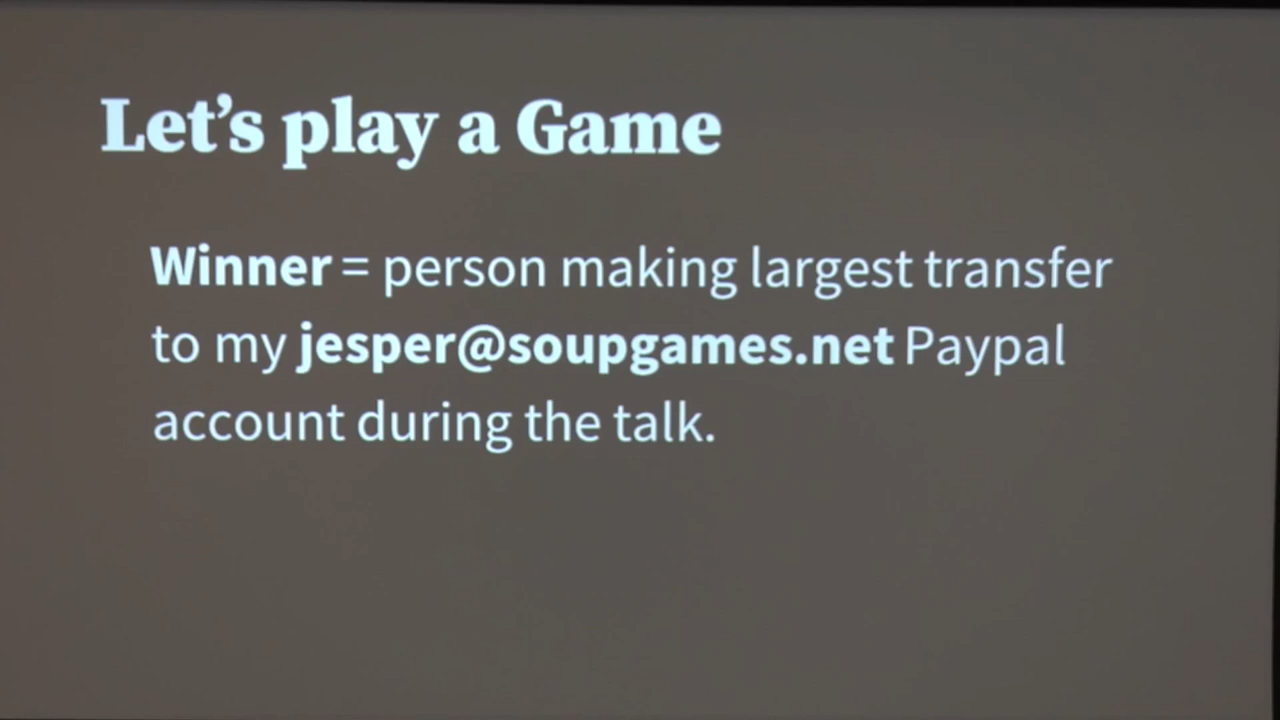 Let’s play a Game
Winner = person making largest transfer
to my jesper@soupgames.net Paypal
account during the talk.